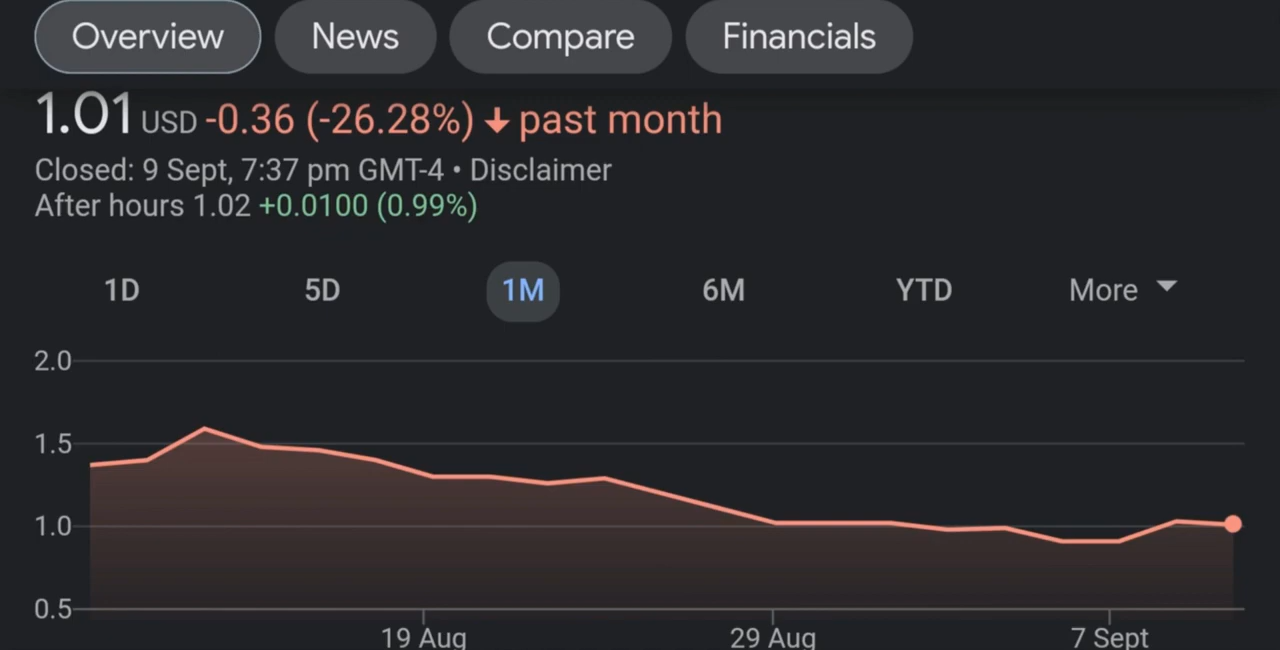 Overview News Compare Financials
1.01 USD -0.36 (-26.28%) ↓ past month
Closed: 9 Sept, 7:37 pm GMT-4 • Disclaimer
After hours 1.02 +0.0100 (0.99%)
1D 5D 1M 6M YTD More
2.0
1.5
1.0
0.5
19 Aug 29 Aug 7 Sept